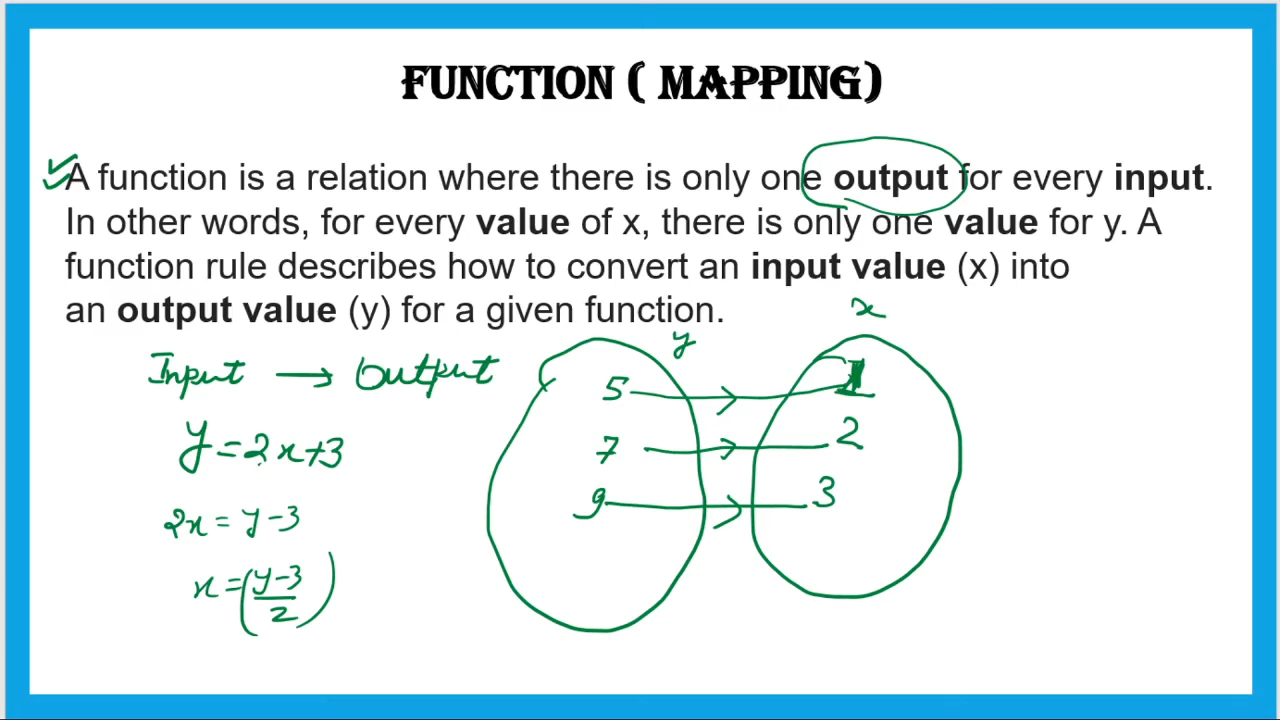 FUNCTION ( MAPPING)
A function is a relation where there is only one output for every input.
In other words, for every value of x, there is only one value for y. A
function rule describes how to convert an input value (x) into
an output value (y) for a given function.
Input → Output
y = 2x+3
2x = y-3
x = (y-3/2)
y
x
5
1
7
2
9
3